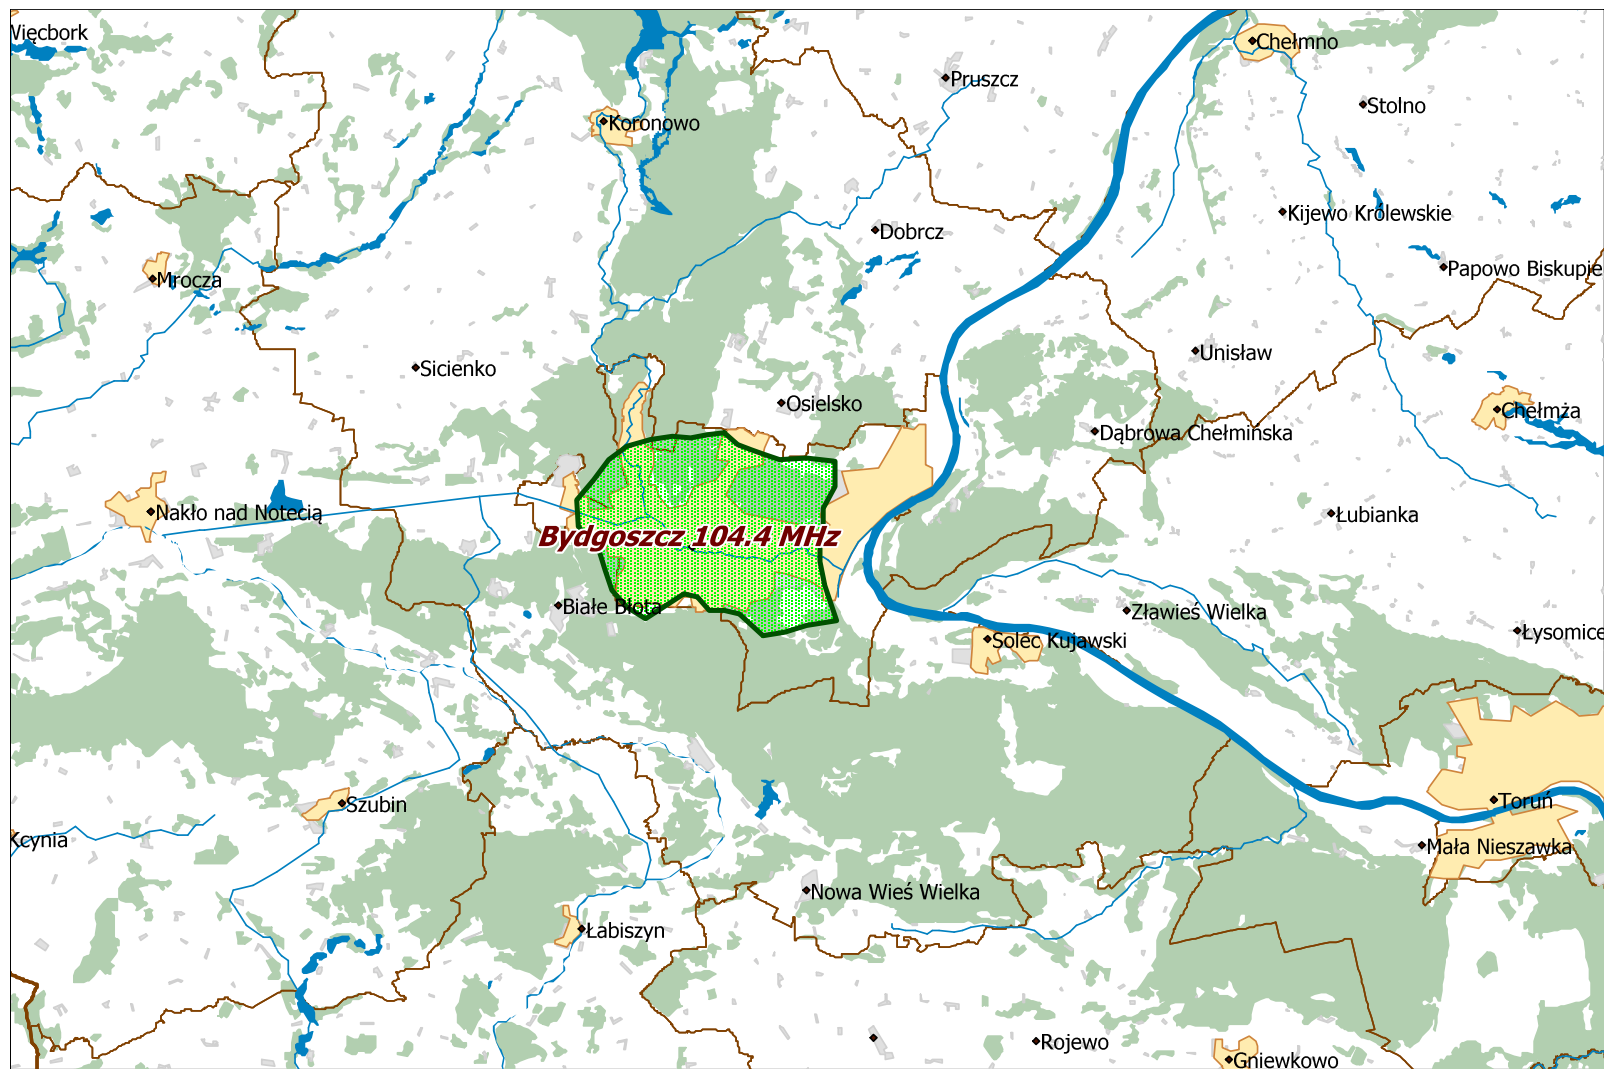 Więcbork
Chełmno
Pruszcz
Stolno
Koronowo
Kijewo Królewskie
Dobrcz
Papowo Biskupie
Mrocza
Unisław
Sicienko
Osielsko
Chełmża
Dąbrowa Chełmińska
Nakło nad Notecią
Łubianka
Bydgoszcz 104.4 MHz
Białe Błota
Zławieś Wielka
Łysomice
Solec Kujawski
Szubin
Toruń
Kcynia
Mała Nieszawka
Nowa Wieś Wielka
Łabiszyn
Rojewo
Gniewkowo